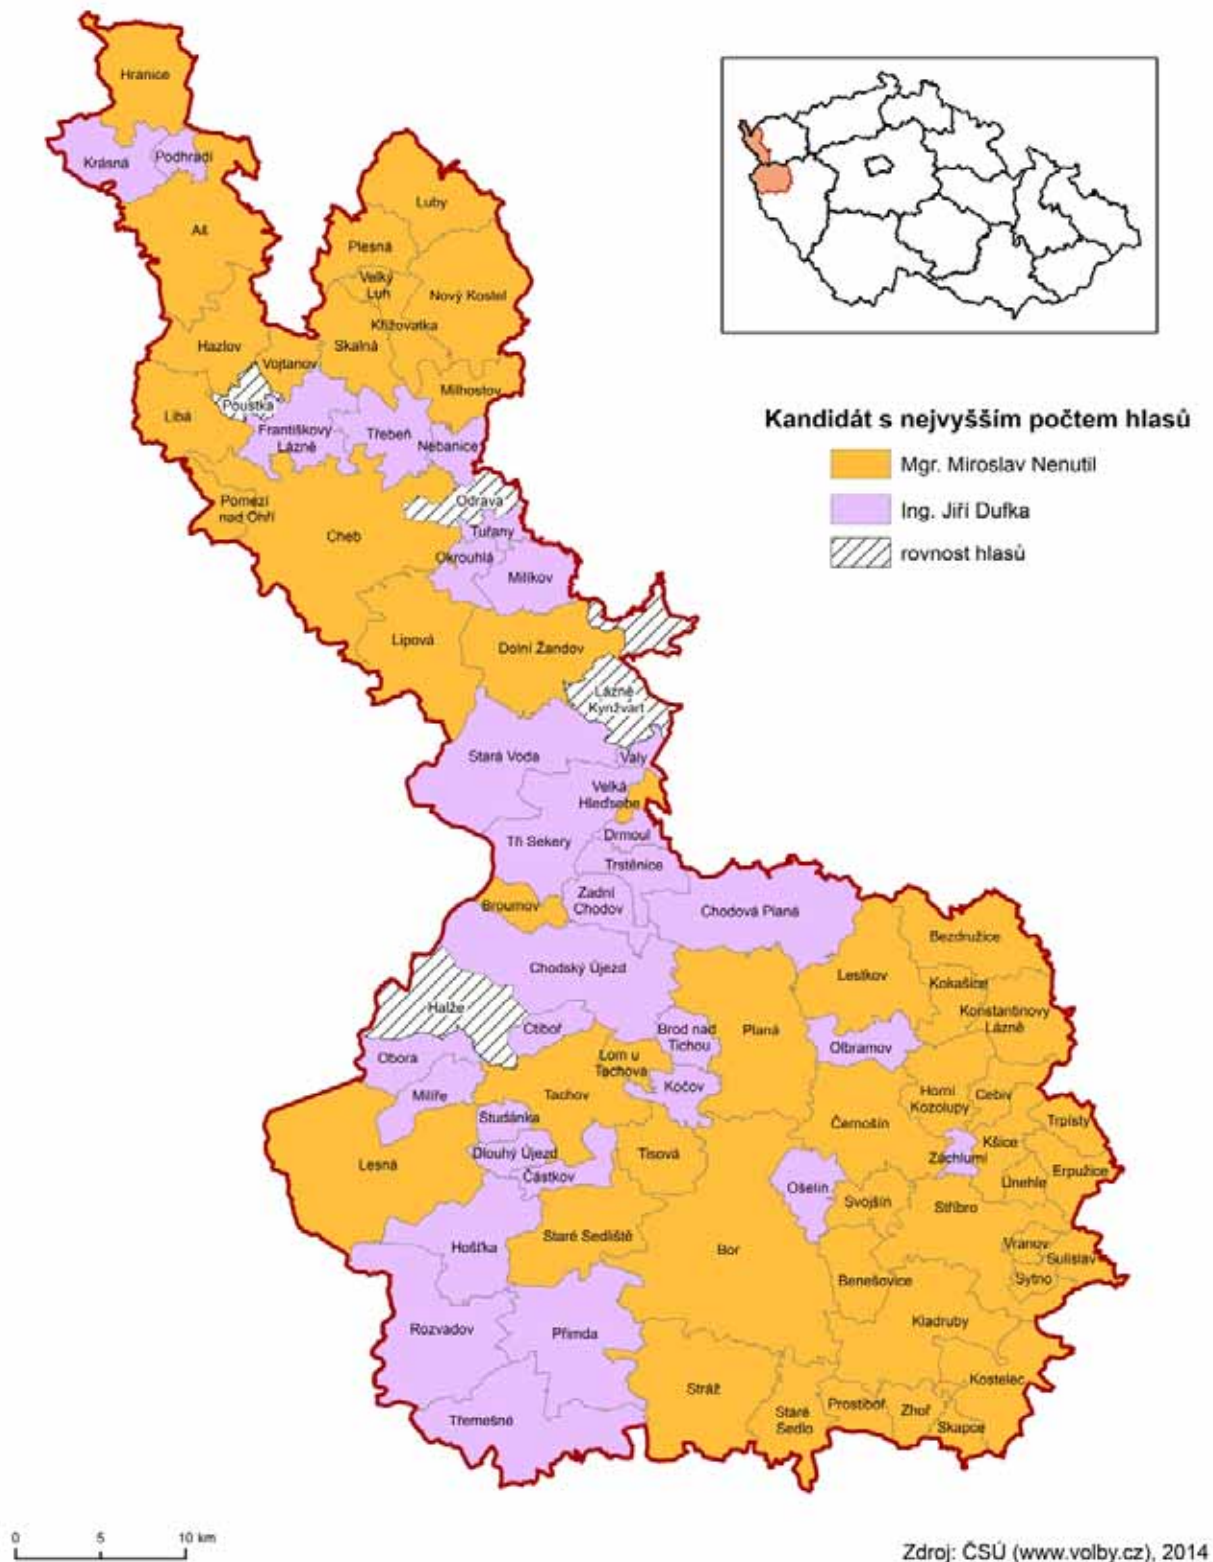 Hranice
Krásná
Podhradí
Aš
Luby
Plesná
Velký
Luh
Nový Kostel
Křižovatka
Skalná
Hazlov
Vojtanov
Milhostov
Libá
Poustka
Františkovy
Lázně
Třebeň
Nebanice
Kandidát s nejvyšším počtem hlasů
Mgr. Miroslav Nenutil
Ing. Jiří Dufka
rovnost hlasů
Pomezí
nad Ohří
Cheb
Odrava
Tuřany
Okrouhlá
Milíkov
Lipová
Dolní Žandov
Lázně
Kynžvart
Stará Voda
Valy
Velká
Hleďsebe
Tři Sekery
Drmoul
Trstěnice
Broumov
Zadní
Chodov
Chodová Planá
Bezdružice
Chodský Újezd
Lestkov
Kokašice
Konstantinovy
Lázně
Halže
Ctiboř
Brod nad
Tichou
Planá
Olbramov
Obora
Lom u
Tachova
Milíře
Tachov
Kočov
Horní
Kozolupy
Cebiv
Studánka
Černošín
Trpísty
Lesná
Dlouhý Újezd
Tisová
Záchlumí
Kšice
Částkov
Erpužice
Únehle
Ošelín
Svojšín
Stříbro
Hošťka
Staré Sedliště
Bor
Vranov
Sulislav
Sytno
Benešovice
Rozvadov
Přimda
Kladruby
Stráž
Kostelec
Třemešné
Staré
Sedlo
Prostiboř
Zhoř
Skapce
0 5 10 km
Zdroj: ČSÚ (www.volby.cz), 2014